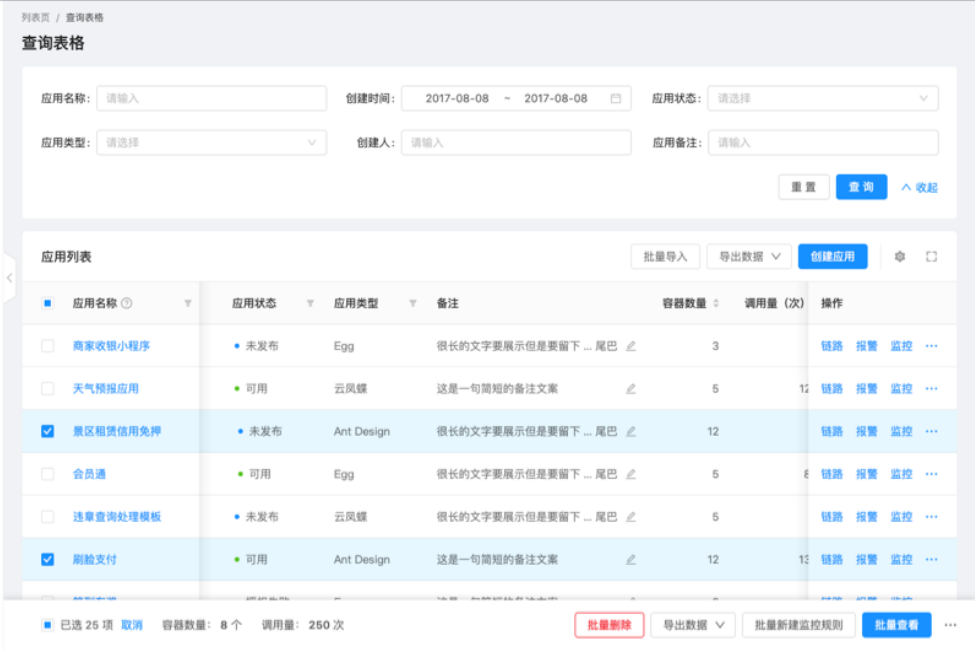 列表页 / 查询表格
查询表格
应用名称: 请输入 创建时间: 2017-08-08 ~ 2017-08-08 应用状态: 请选择
应用类型: 请选择 创建人: 请输入 应用备注: 请输入
重置 查询 收起
应用列表 批量导入 导出数据 创建应用
应用名称 应用状态 应用类型 备注 容器数量 调用量（次） 操作
商家收银小程序 未发布 Egg 很长的文字要展示但是要留下 ... 尾巴 3 链路 报警 监控 ···
天气预报应用 可用 云凤蝶 这是一句简短的备注文案 5 12 链路 报警 监控 ···
景区租赁信用免押 未发布 Ant Design 很长的文字要展示但是要留下 ... 尾巴 12 链路 报警 监控 ···
会员通 可用 Egg 很长的文字要展示但是要留下 ... 尾巴 5 链路 报警 监控 ···
违章查询处理模板 未发布 云凤蝶 很长的文字要展示但是要留下 ... 尾巴 5 链路 报警 监控 ···
刷脸支付 可用 Ant Design 这是一句简短的备注文案 12 13 链路 报警 监控 ···
已选 25 项 取消 容器数量: 8 个 调用量: 250 次 批量删除 导出数据 批量新建监控规则 批量查看 ···